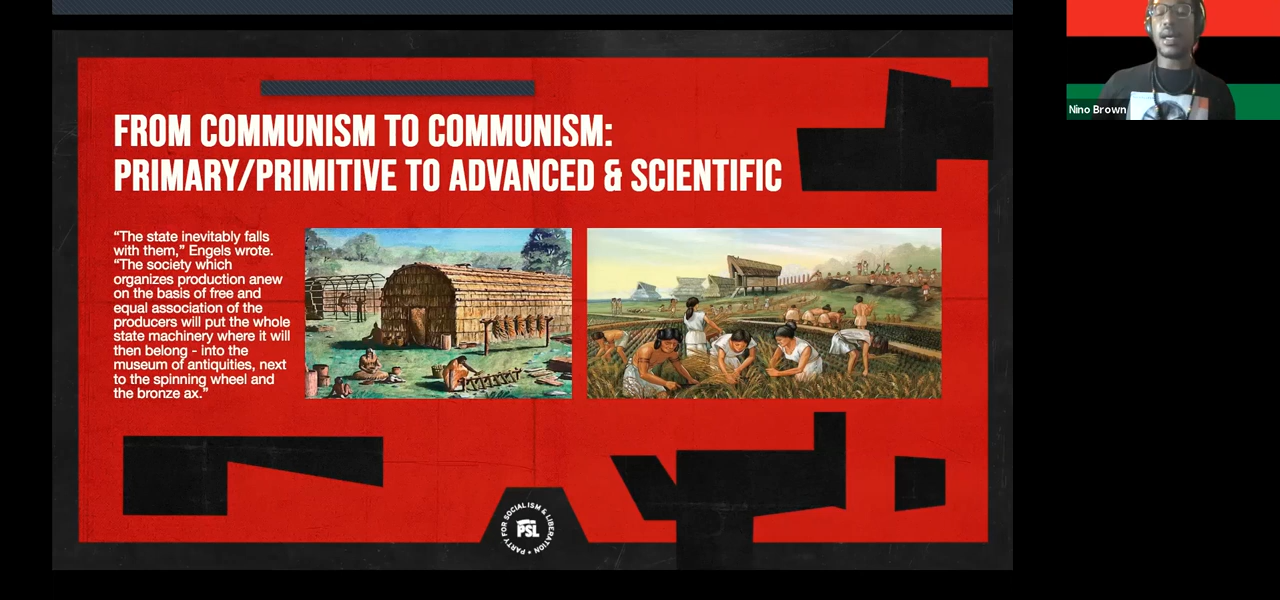 FROM COMMUNISM TO COMMUNISM:
PRIMARY/PRIMITIVE TO ADVANCED & SCIENTIFIC
“The state inevitably falls
with them,” Engels wrote.
“The society which
organizes production anew
on the basis of free and
equal association of the
producers will put the whole
state machinery where it will
then belong - into the
museum of antiquities, next
to the spinning wheel and
the bronze ax.”
PARTY FOR SOCIALISM & LIBERATION
PSL
Nino Brown